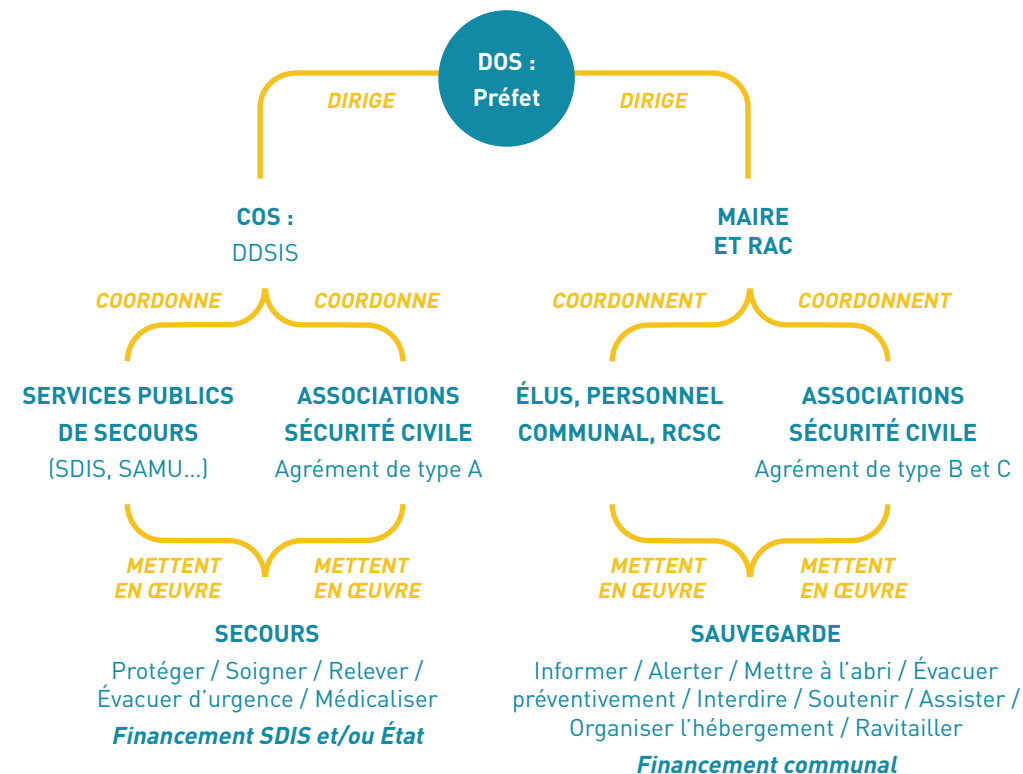 DOS :
Préfet
DIRIGE
DIRIGE
COS :
DDSIS
MAIRE
ET RAC
COORDONNE
COORDONNE
COORDONNENT
COORDONNENT
SERVICES PUBLICS
DE SECOURS
(SDIS, SAMU...)
ASSOCIATIONS
SÉCURITÉ CIVILE
Agrément de type A
ÉLUS, PERSONNEL
COMMUNAL, RCSC
ASSOCIATIONS
SÉCURITÉ CIVILE
Agrément de type B et C
METTENT
EN ŒUVRE
METTENT
EN ŒUVRE
METTENT
EN ŒUVRE
METTENT
EN ŒUVRE
SECOURS
Protéger / Soigner / Relever /
Évacuer d’urgence / Médicaliser
Financement SDIS et/ou État
SAUVEGARDE
Informer / Alerter / Mettre à l’abri / Évacuer
préventivement / Interdire / Soutenir / Assister /
Organiser l’hébergement / Ravitailler
Financement communal